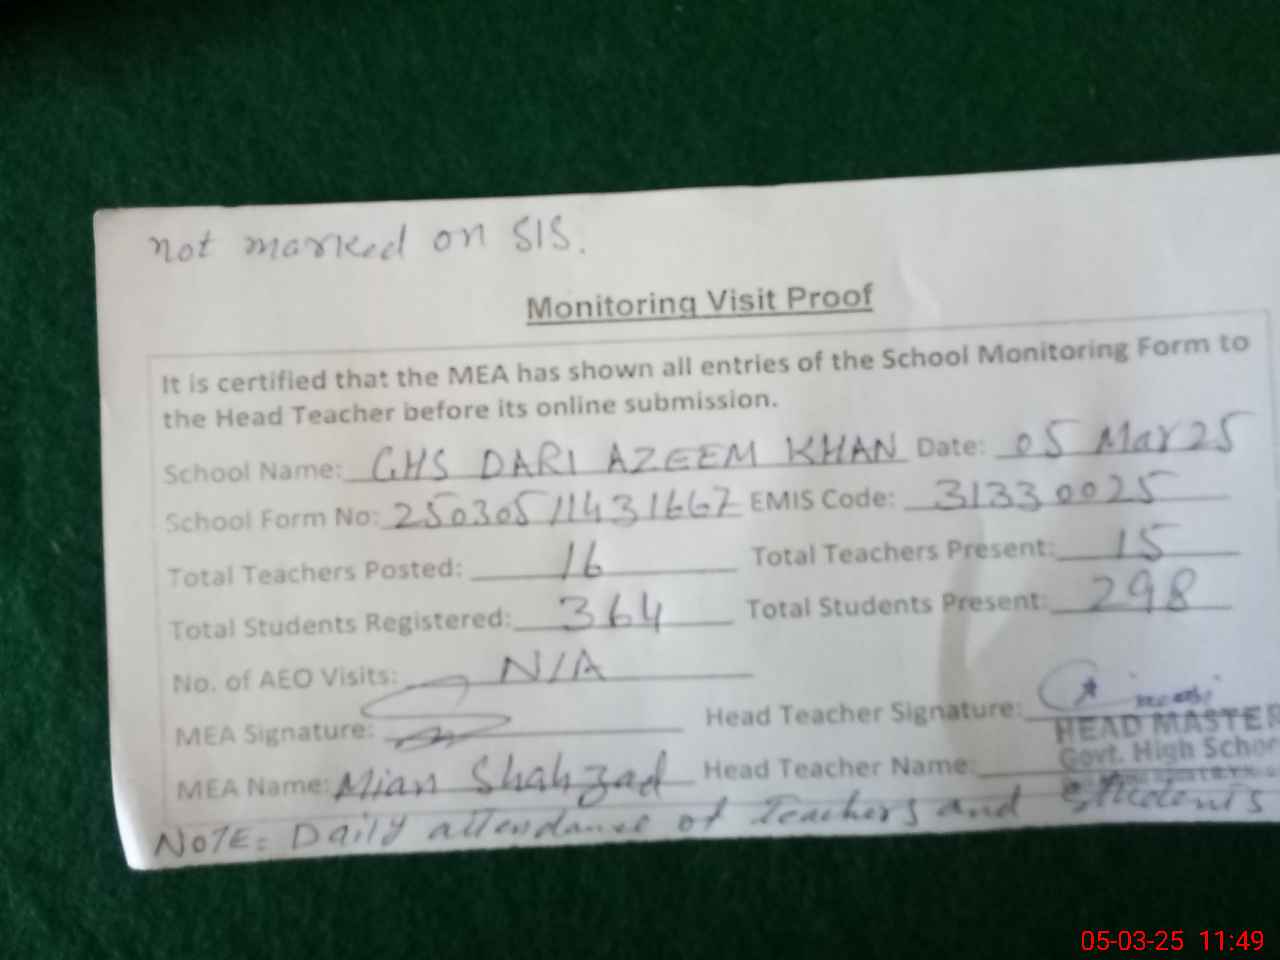 not marked on SIS.
Monitoring Visit Proof
It is certified that the MEA has shown all entries of the School Monitoring Form to
the Head Teacher before its online submission.
School Name: GHS DARI AZEEM KHAN Date: 05 Mar 25
School Form No: 25030511431667 EMIS Code: 31330025
Total Teachers Posted: 16 Total Teachers Present: 15
Total Students Registered: 364 Total Students Present: 298
No. of AEO Visits: N/A
MEA Signature: Head Teacher Signature:
HEAD MASTER
Govt. High School
MEA Name: Mian Shahzad Head Teacher Name:
NOTE: Daily attendance of Teachers and Students
05-03-25 11:49